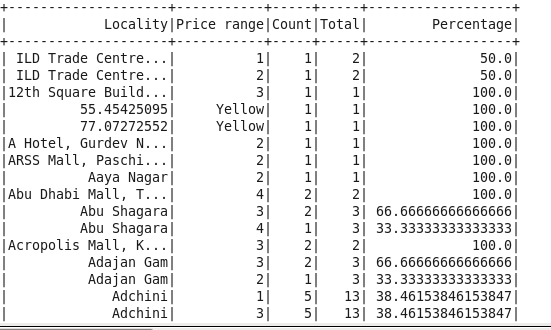 +--------------------+-----------+-----+-----+------------------+
|            Locality|Price range|Count|Total|        Percentage|
+--------------------+-----------+-----+-----+------------------+
| ILD Trade Centre...|          1|    1|    2|              50.0|
| ILD Trade Centre...|          2|    1|    2|              50.0|
|12th Square Build...|          3|    1|    1|             100.0|
|         55.45425095|     Yellow|    1|    1|             100.0|
|         77.07272552|     Yellow|    1|    1|             100.0|
|A Hotel, Gurdev N...|          2|    1|    1|             100.0|
|ARSS Mall, Paschi...|          2|    1|    1|             100.0|
|          Aaya Nagar|          2|    1|    1|             100.0|
|Abu Dhabi Mall, T...|          4|    2|    2|             100.0|
|         Abu Shagara|          3|    2|    3| 66.66666666666666|
|         Abu Shagara|          4|    1|    3| 33.33333333333333|
|Acropolis Mall, K...|          3|    2|    2|             100.0|
|          Adajan Gam|          3|    2|    3| 66.66666666666666|
|          Adajan Gam|          2|    1|    3| 33.33333333333333|
|            Adchini|          1|    5|   13| 38.46153846153847|
|            Adchini|          3|    5|   13| 38.46153846153847|